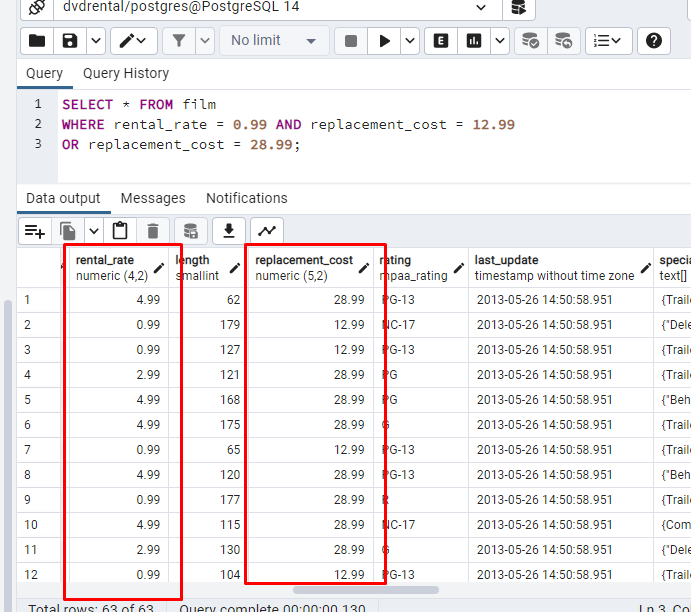 dvdrental/postgres@PostgreSQL 14
No limit
E
Query Query History
1 SELECT * FROM film
2 WHERE rental_rate = 0.99 AND replacement_cost = 12.99
3 OR replacement_cost = 28.99;
Data output Messages Notifications
rental_rate length replacement_cost rating last_update specia
numeric (4,2) smallint numeric (5,2) mpaa_rating timestamp without time zone text[]
1 4.99 62 28.99 PG-13 2013-05-26 14:50:58.951 {Traile
2 0.99 179 12.99 NC-17 2013-05-26 14:50:58.951 {"Dele
3 0.99 127 12.99 PG-13 2013-05-26 14:50:58.951 {Traile
4 2.99 121 28.99 PG 2013-05-26 14:50:58.951 {Traile
5 4.99 168 28.99 PG 2013-05-26 14:50:58.951 {"Beh
6 4.99 175 28.99 G 2013-05-26 14:50:58.951 {Traile
7 0.99 65 12.99 PG-13 2013-05-26 14:50:58.951 {Traile
8 4.99 120 28.99 PG-13 2013-05-26 14:50:58.951 {"Beh
9 0.99 177 28.99 R 2013-05-26 14:50:58.951 {Traile
10 4.99 115 28.99 NC-17 2013-05-26 14:50:58.951 {Com
11 2.99 130 28.99 G 2013-05-26 14:50:58.951 {"Dele
12 0.99 104 12.99 PG-13 2013-05-26 14:50:58.951 {Traile
Total rows: 63 of 63 Query complete 00:00:00.130 Ln 3, Co